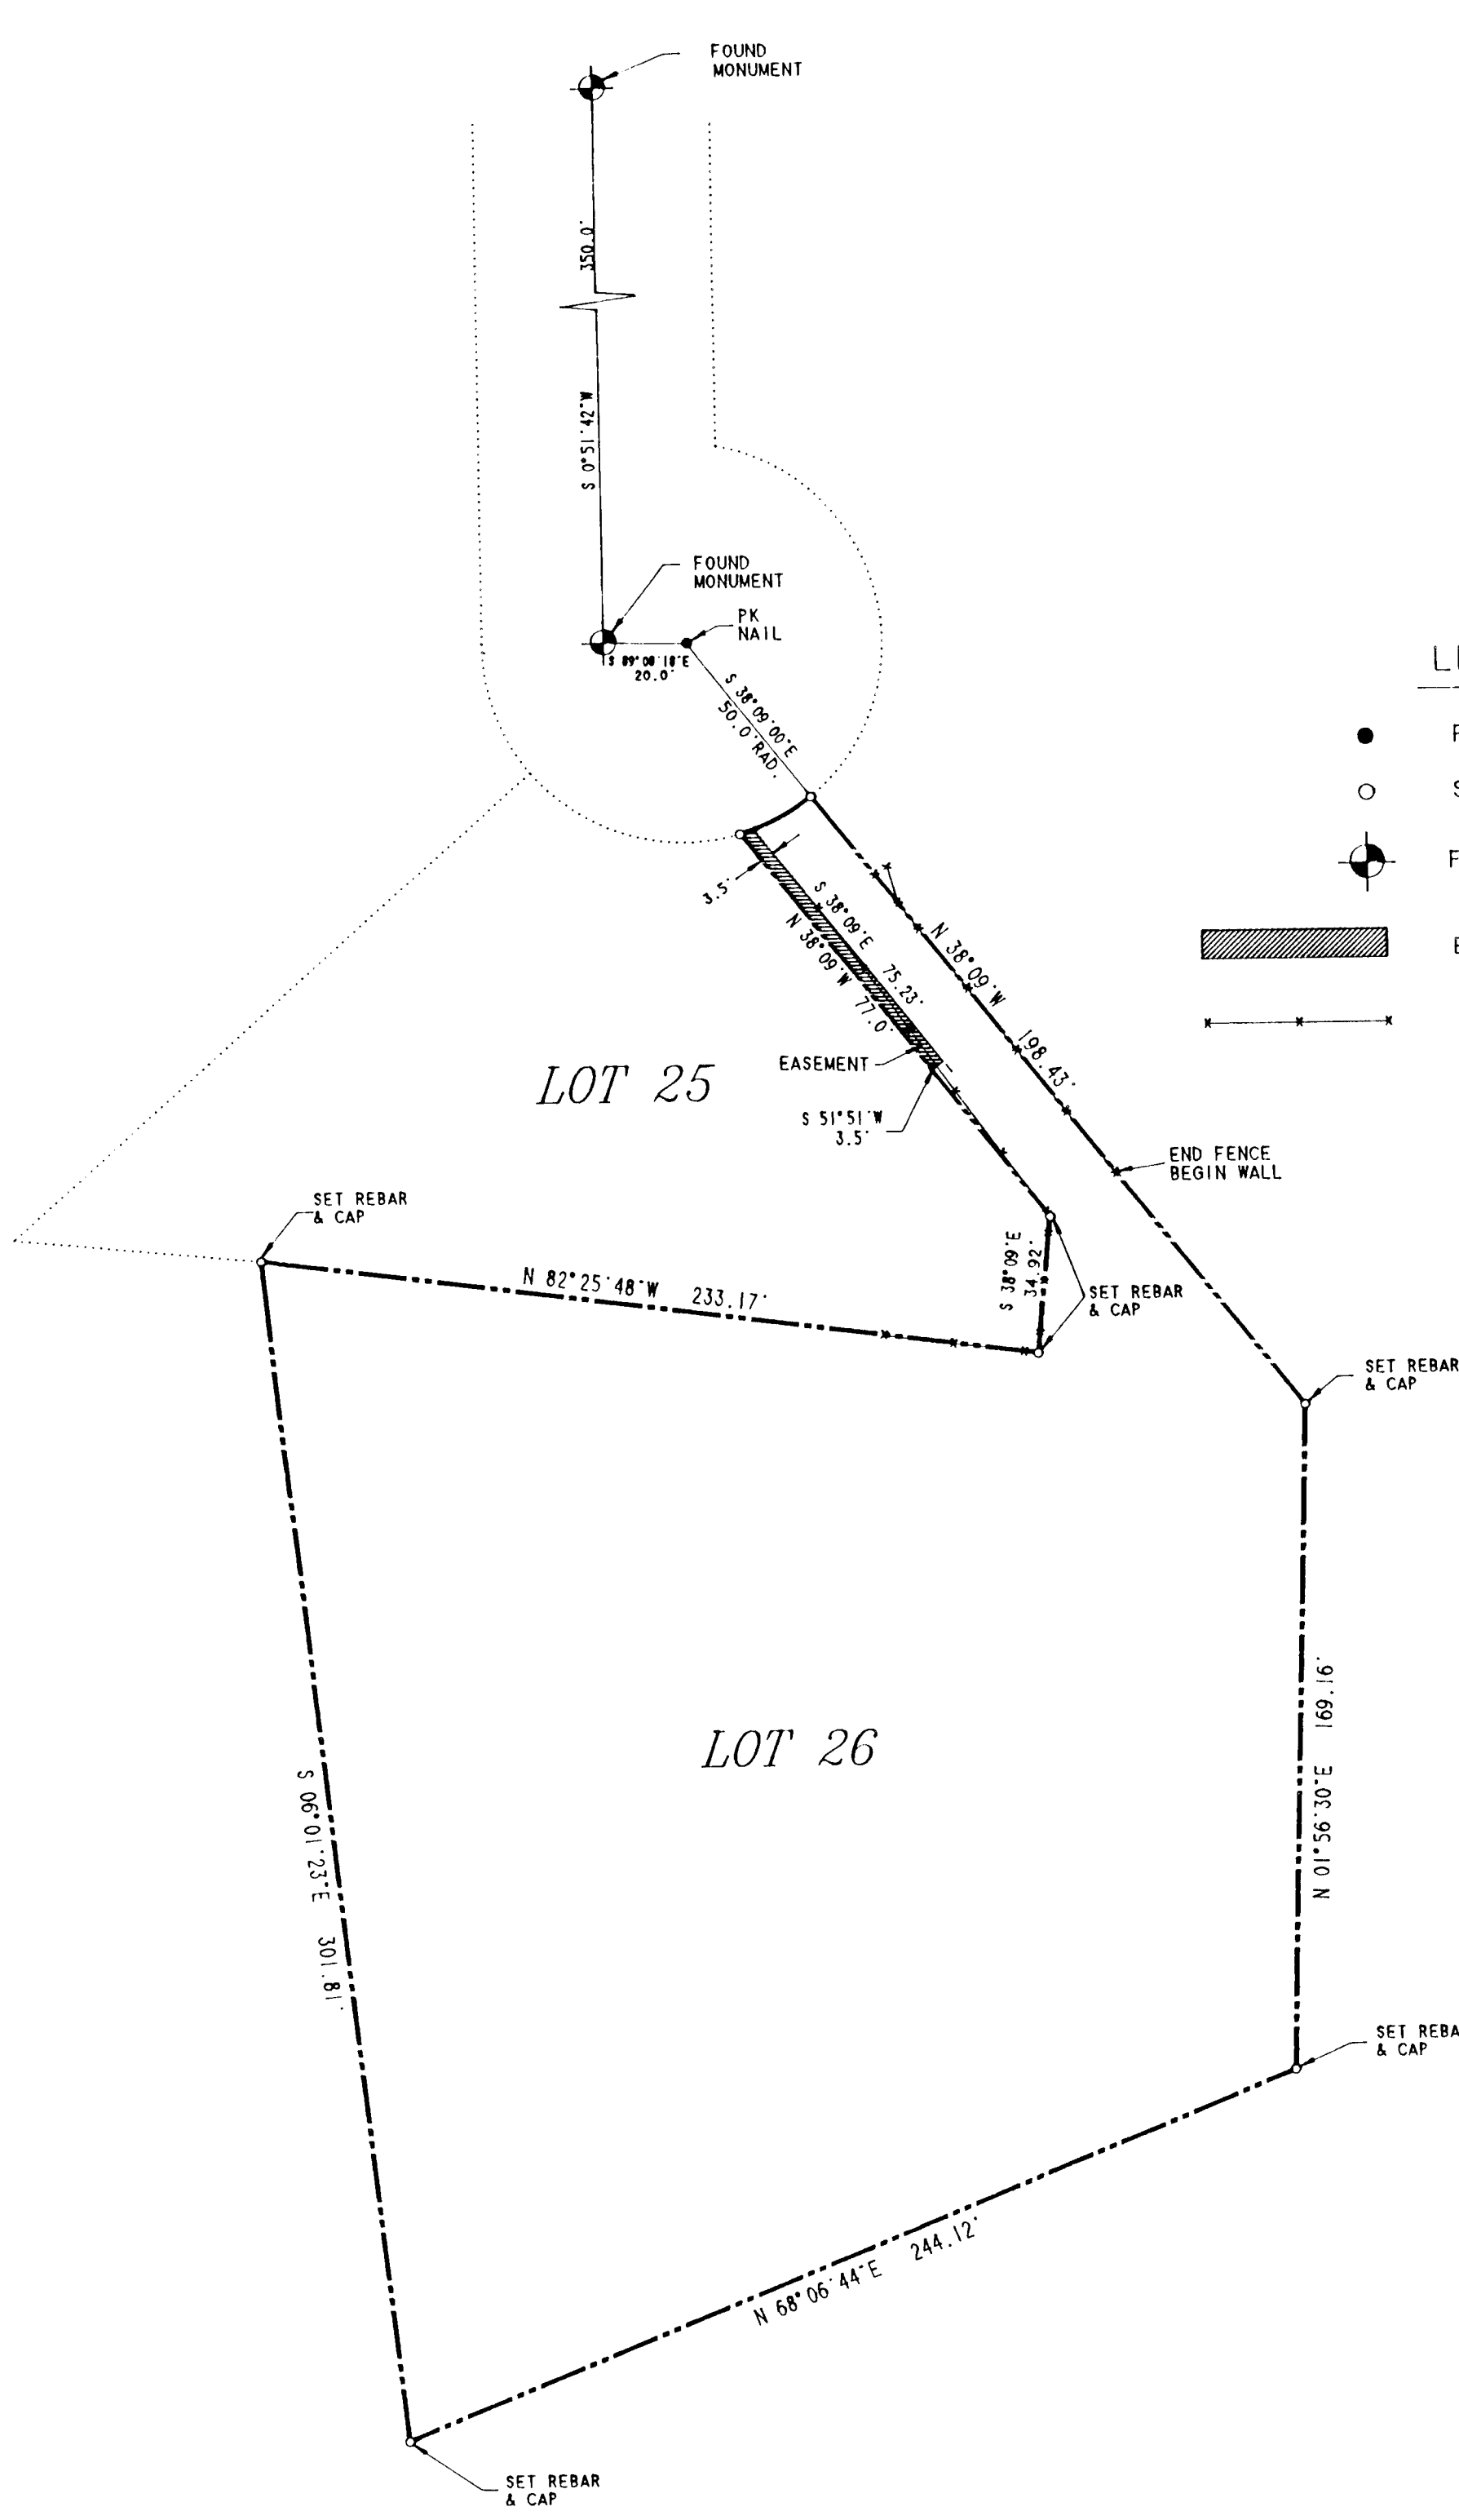 FOUND
MONUMENT
350.0'
S 0°51'42"W
FOUND
MONUMENT
PK
NAIL
S 89°08'18"E
20.0'
S 38°09'00"E
50.0' RAD.
3.5'
S 38°09'E 75.23'
N 38°09'W 77.0'
N 38°09'W 198.43'
EASEMENT
LOT 25
S 51°51'W
3.5'
END FENCE
BEGIN WALL
SET REBAR
& CAP
S 38°09'E
34.92'
N 82°25'48"W 233.17'
SET REBAR
& CAP
SET REBAR
& CAP
N 01°56'30"E 169.16'
LOT 26
S 06°01'23"E 301.81'
SET REBA
& CAP
N 68°06'44"E 244.12'
SET REBAR
& CAP